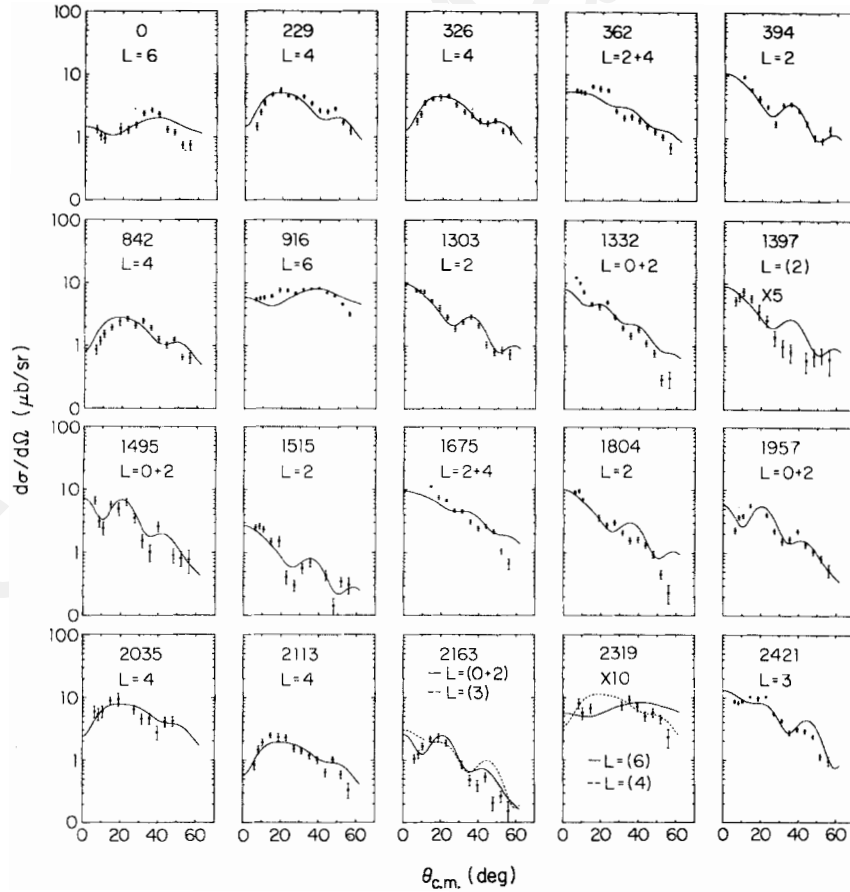 100
10
1
0
0
L=6
229
L=4
326
L=4
362
L=2+4
394
L=2
100
10
1
0
842
L=4
916
L=6
1303
L=2
1332
L=0+2
1397
L=(2)
X5
100
10
1
0
1495
L=0+2
1515
L=2
1675
L=2+4
1804
L=2
1957
L=0+2
100
10
1
0
2035
L=4
2113
L=4
2163
L=(0+2)
L=(3)
2319
X10
L=(6)
L=(4)
2421
L=3
0 20 40 60
0 20 40 60
0 20 40 60
0 20 40 60
0 20 40 60
dσ/dΩ (μb/sr)
θc.m. (deg)